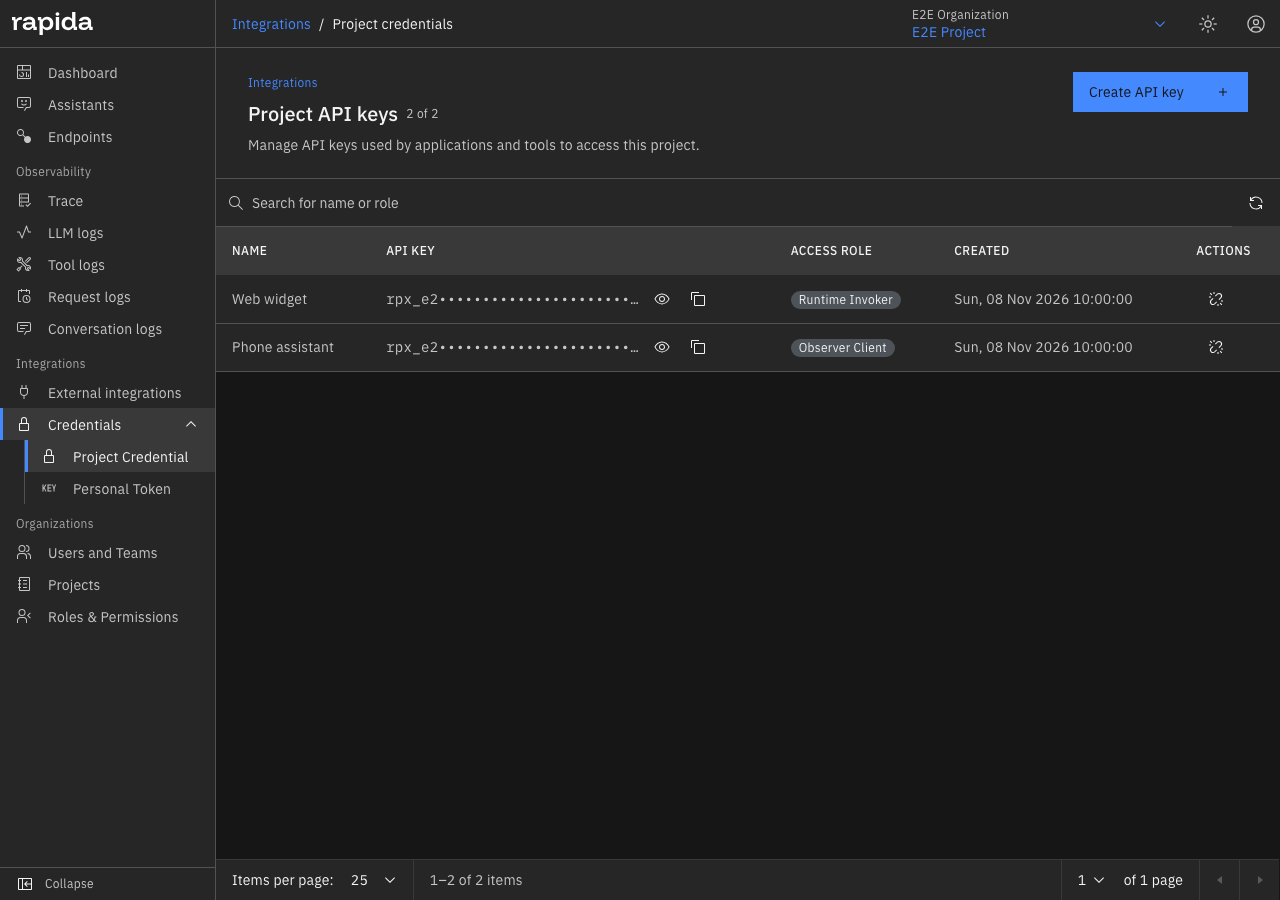 rapida
Integrations / Project credentials
E2E Organization
E2E Project
Dashboard
Assistants
Endpoints
Observability
Trace
LLM logs
Tool logs
Request logs
Conversation logs
Integrations
External integrations
Credentials
Project Credential
KEY Personal Token
Organizations
Users and Teams
Projects
Roles & Permissions
Collapse
Integrations
Project API keys 2 of 2
Manage API keys used by applications and tools to access this project.
Create API key +
Search for name or role
NAME API KEY ACCESS ROLE CREATED ACTIONS
Web widget rpx_e2••••••••••••••••••••••… Runtime Invoker Sun, 08 Nov 2026 10:00:00
Phone assistant rpx_e2••••••••••••••••••••••… Observer Client Sun, 08 Nov 2026 10:00:00
Items per page: 25 1–2 of 2 items 1 of 1 page